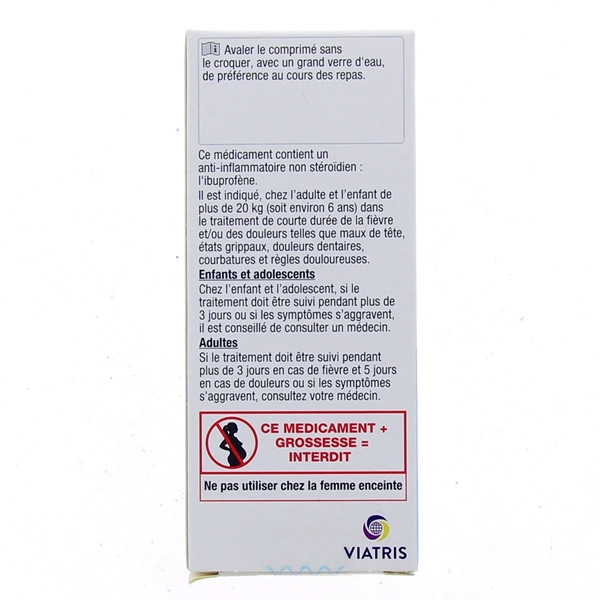 Avaler le comprimé sans
le croquer, avec un grand verre d'eau,
de préférence au cours des repas.
Ce médicament contient un
anti-inflammatoire non stéroïdien :
l'ibuprofène.
Il est indiqué, chez l'adulte et l'enfant de
plus de 20 kg (soit environ 6 ans) dans
le traitement de courte durée de la fièvre
et/ou des douleurs telles que maux de tête,
états grippaux, douleurs dentaires,
courbatures et règles douloureuses.
Enfants et adolescents
Chez l'enfant et l'adolescent, si le
traitement doit être suivi pendant plus de
3 jours ou si les symptômes s'aggravent,
il est conseillé de consulter un médecin.
Adultes
Si le traitement doit être suivi pendant
plus de 3 jours en cas de fièvre et 5 jours
en cas de douleurs ou si les symptômes
s'aggravent, consultez votre médecin.
CE MEDICAMENT +
GROSSESSE =
INTERDIT
Ne pas utiliser chez la femme enceinte
VIATRIS